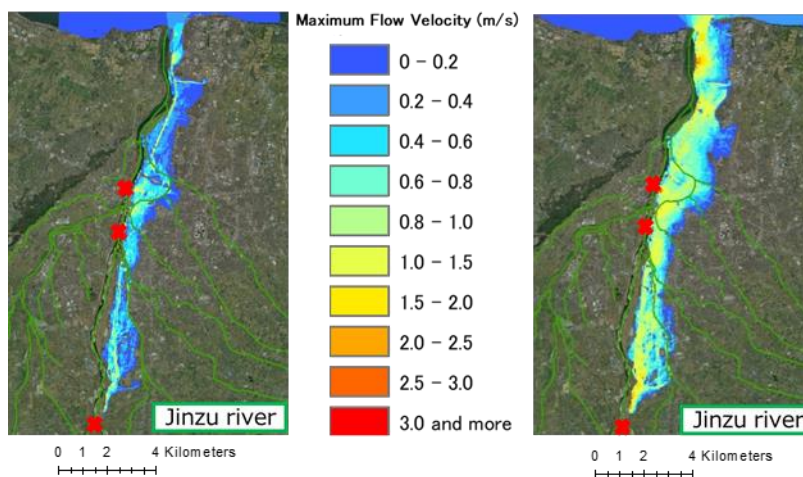 Maximum Flow Velocity (m/s)
0 – 0.2
0.2 – 0.4
0.4 – 0.6
0.6 – 0.8
0.8 – 1.0
1.0 – 1.5
1.5 – 2.0
2.0 – 2.5
2.5 – 3.0
3.0 and more
Jinzu river
Jinzu river
0 1 2 4 Kilometers
0 1 2 4 Kilometers